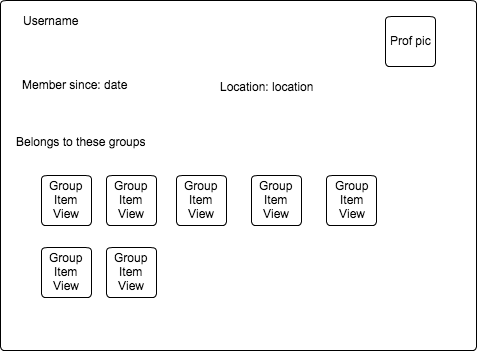 Username
Prof pic
Member since: date
Location: location
Belongs to these groups
Group
Item
View
Group
Item
View
Group
Item
View
Group
Item
View
Group
Item
View
Group
Item
View
Group
Item
View